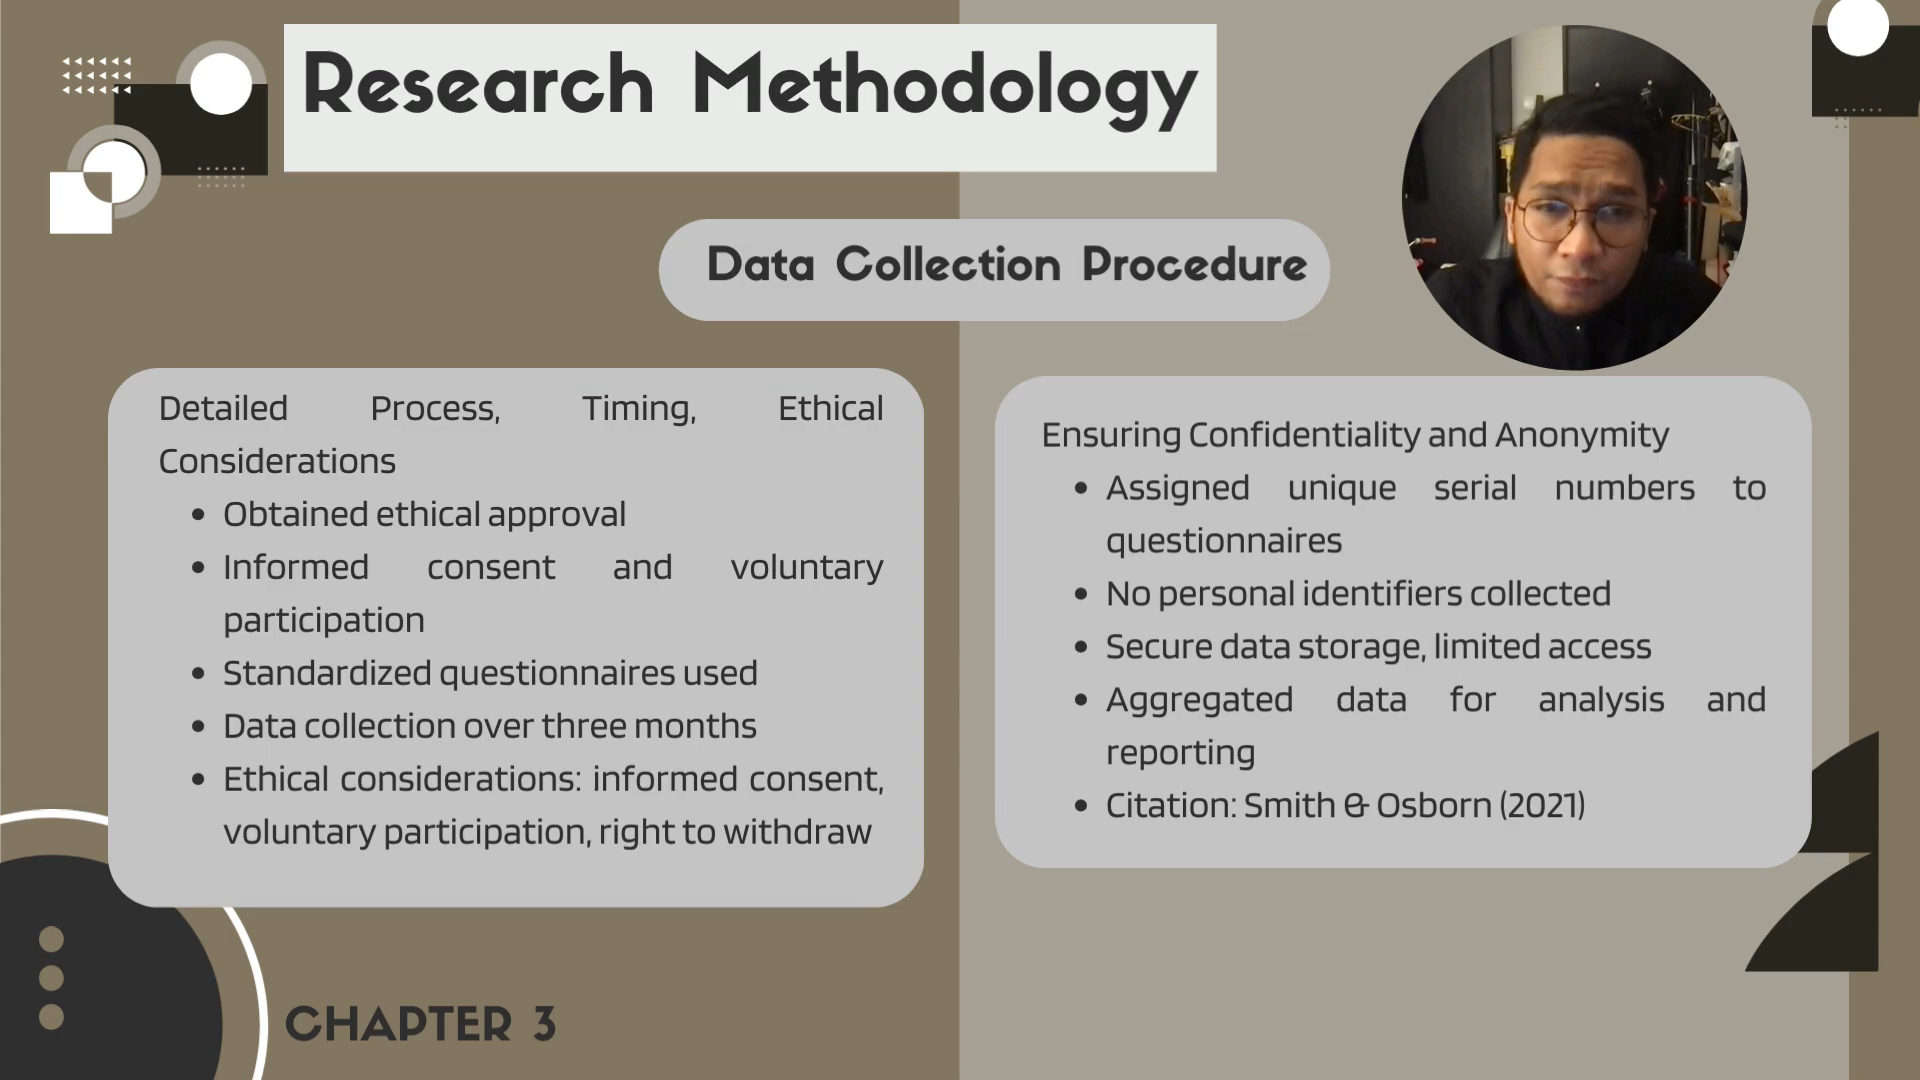 Research Methodology
Data Collection Procedure
Detailed Process, Timing, Ethical
Considerations
• Obtained ethical approval
• Informed consent and voluntary
participation
• Standardized questionnaires used
• Data collection over three months
• Ethical considerations: informed consent,
voluntary participation, right to withdraw
Ensuring Confidentiality and Anonymity
• Assigned unique serial numbers to
questionnaires
• No personal identifiers collected
• Secure data storage, limited access
• Aggregated data for analysis and
reporting
• Citation: Smith & Osborn (2021)
CHAPTER 3